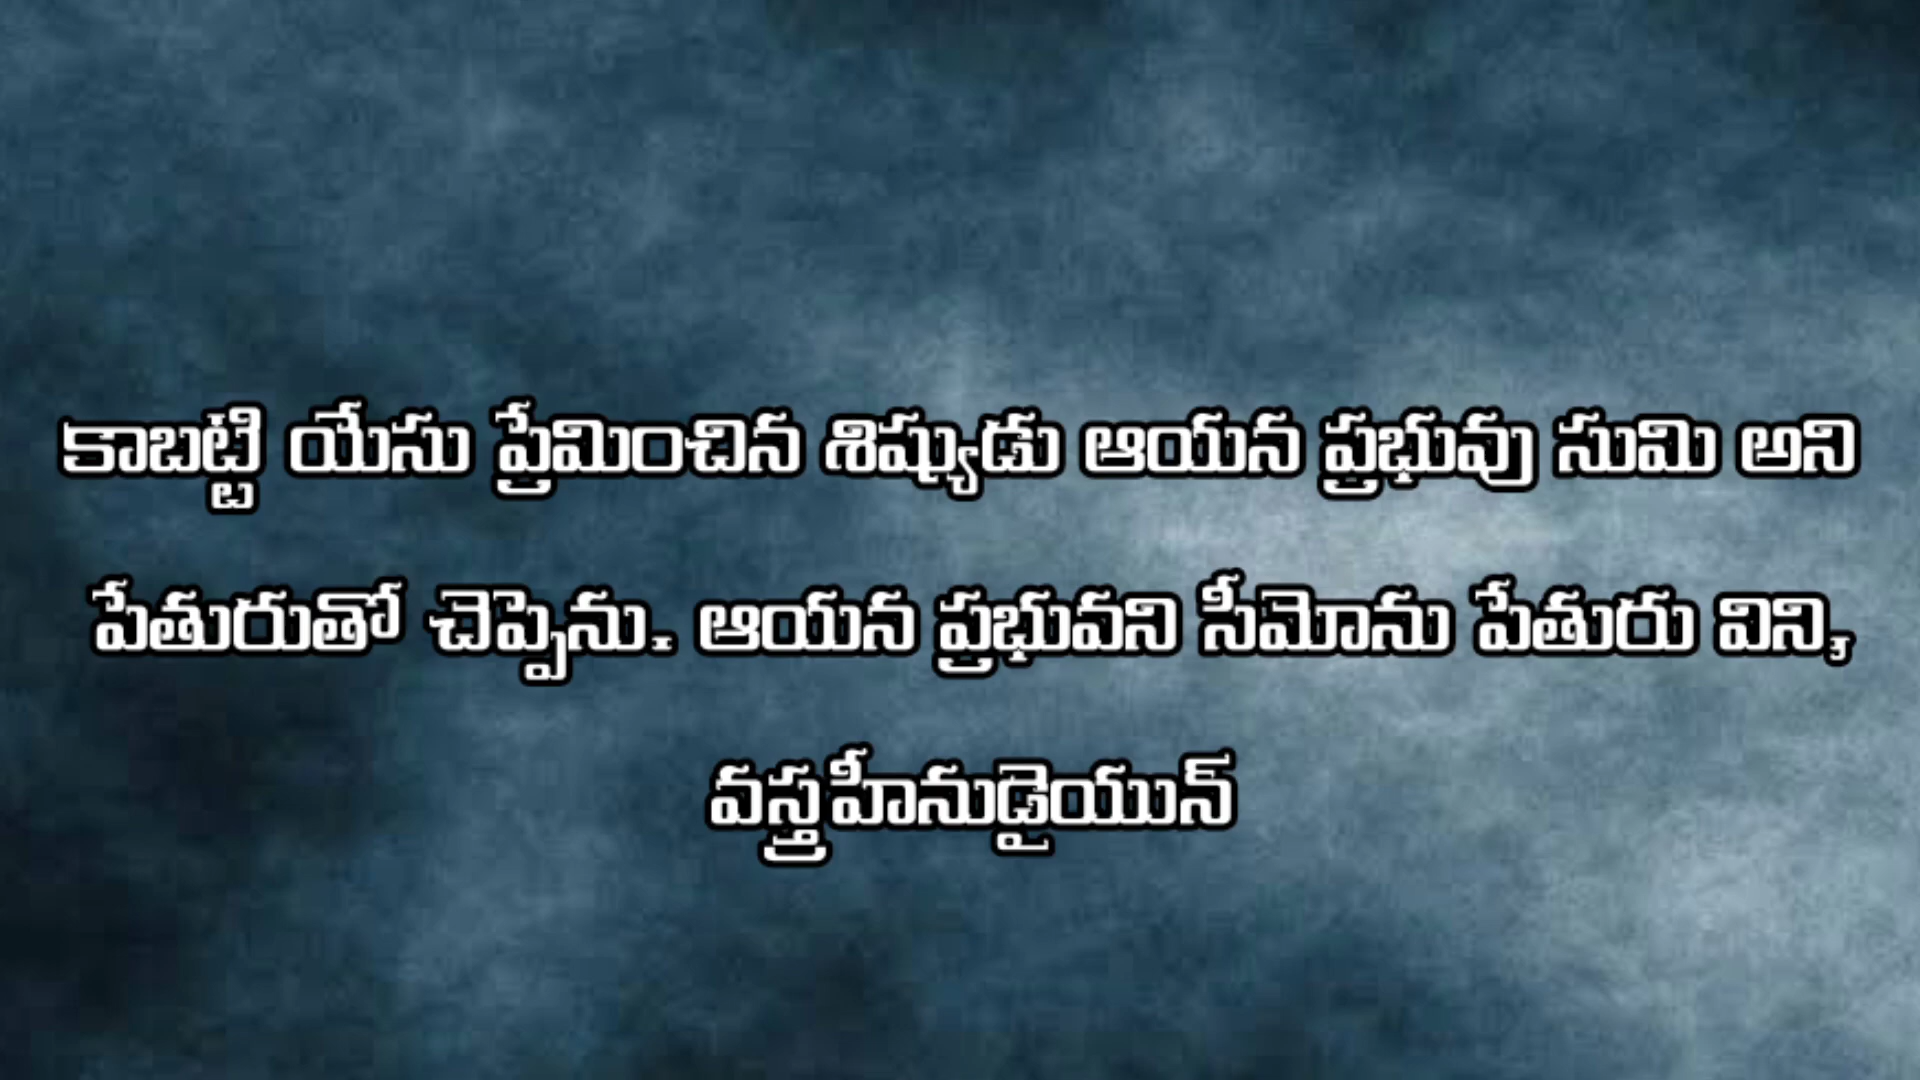 కాబట్టి యేసు ప్రేమించిన శిష్యుడు ఆయన ప్రభువు సుమి అని
పేతురుతో చెప్పెను. ఆయన ప్రభువని సీమోను పేతురు విని,
వస్త్రహీనుడైయున్